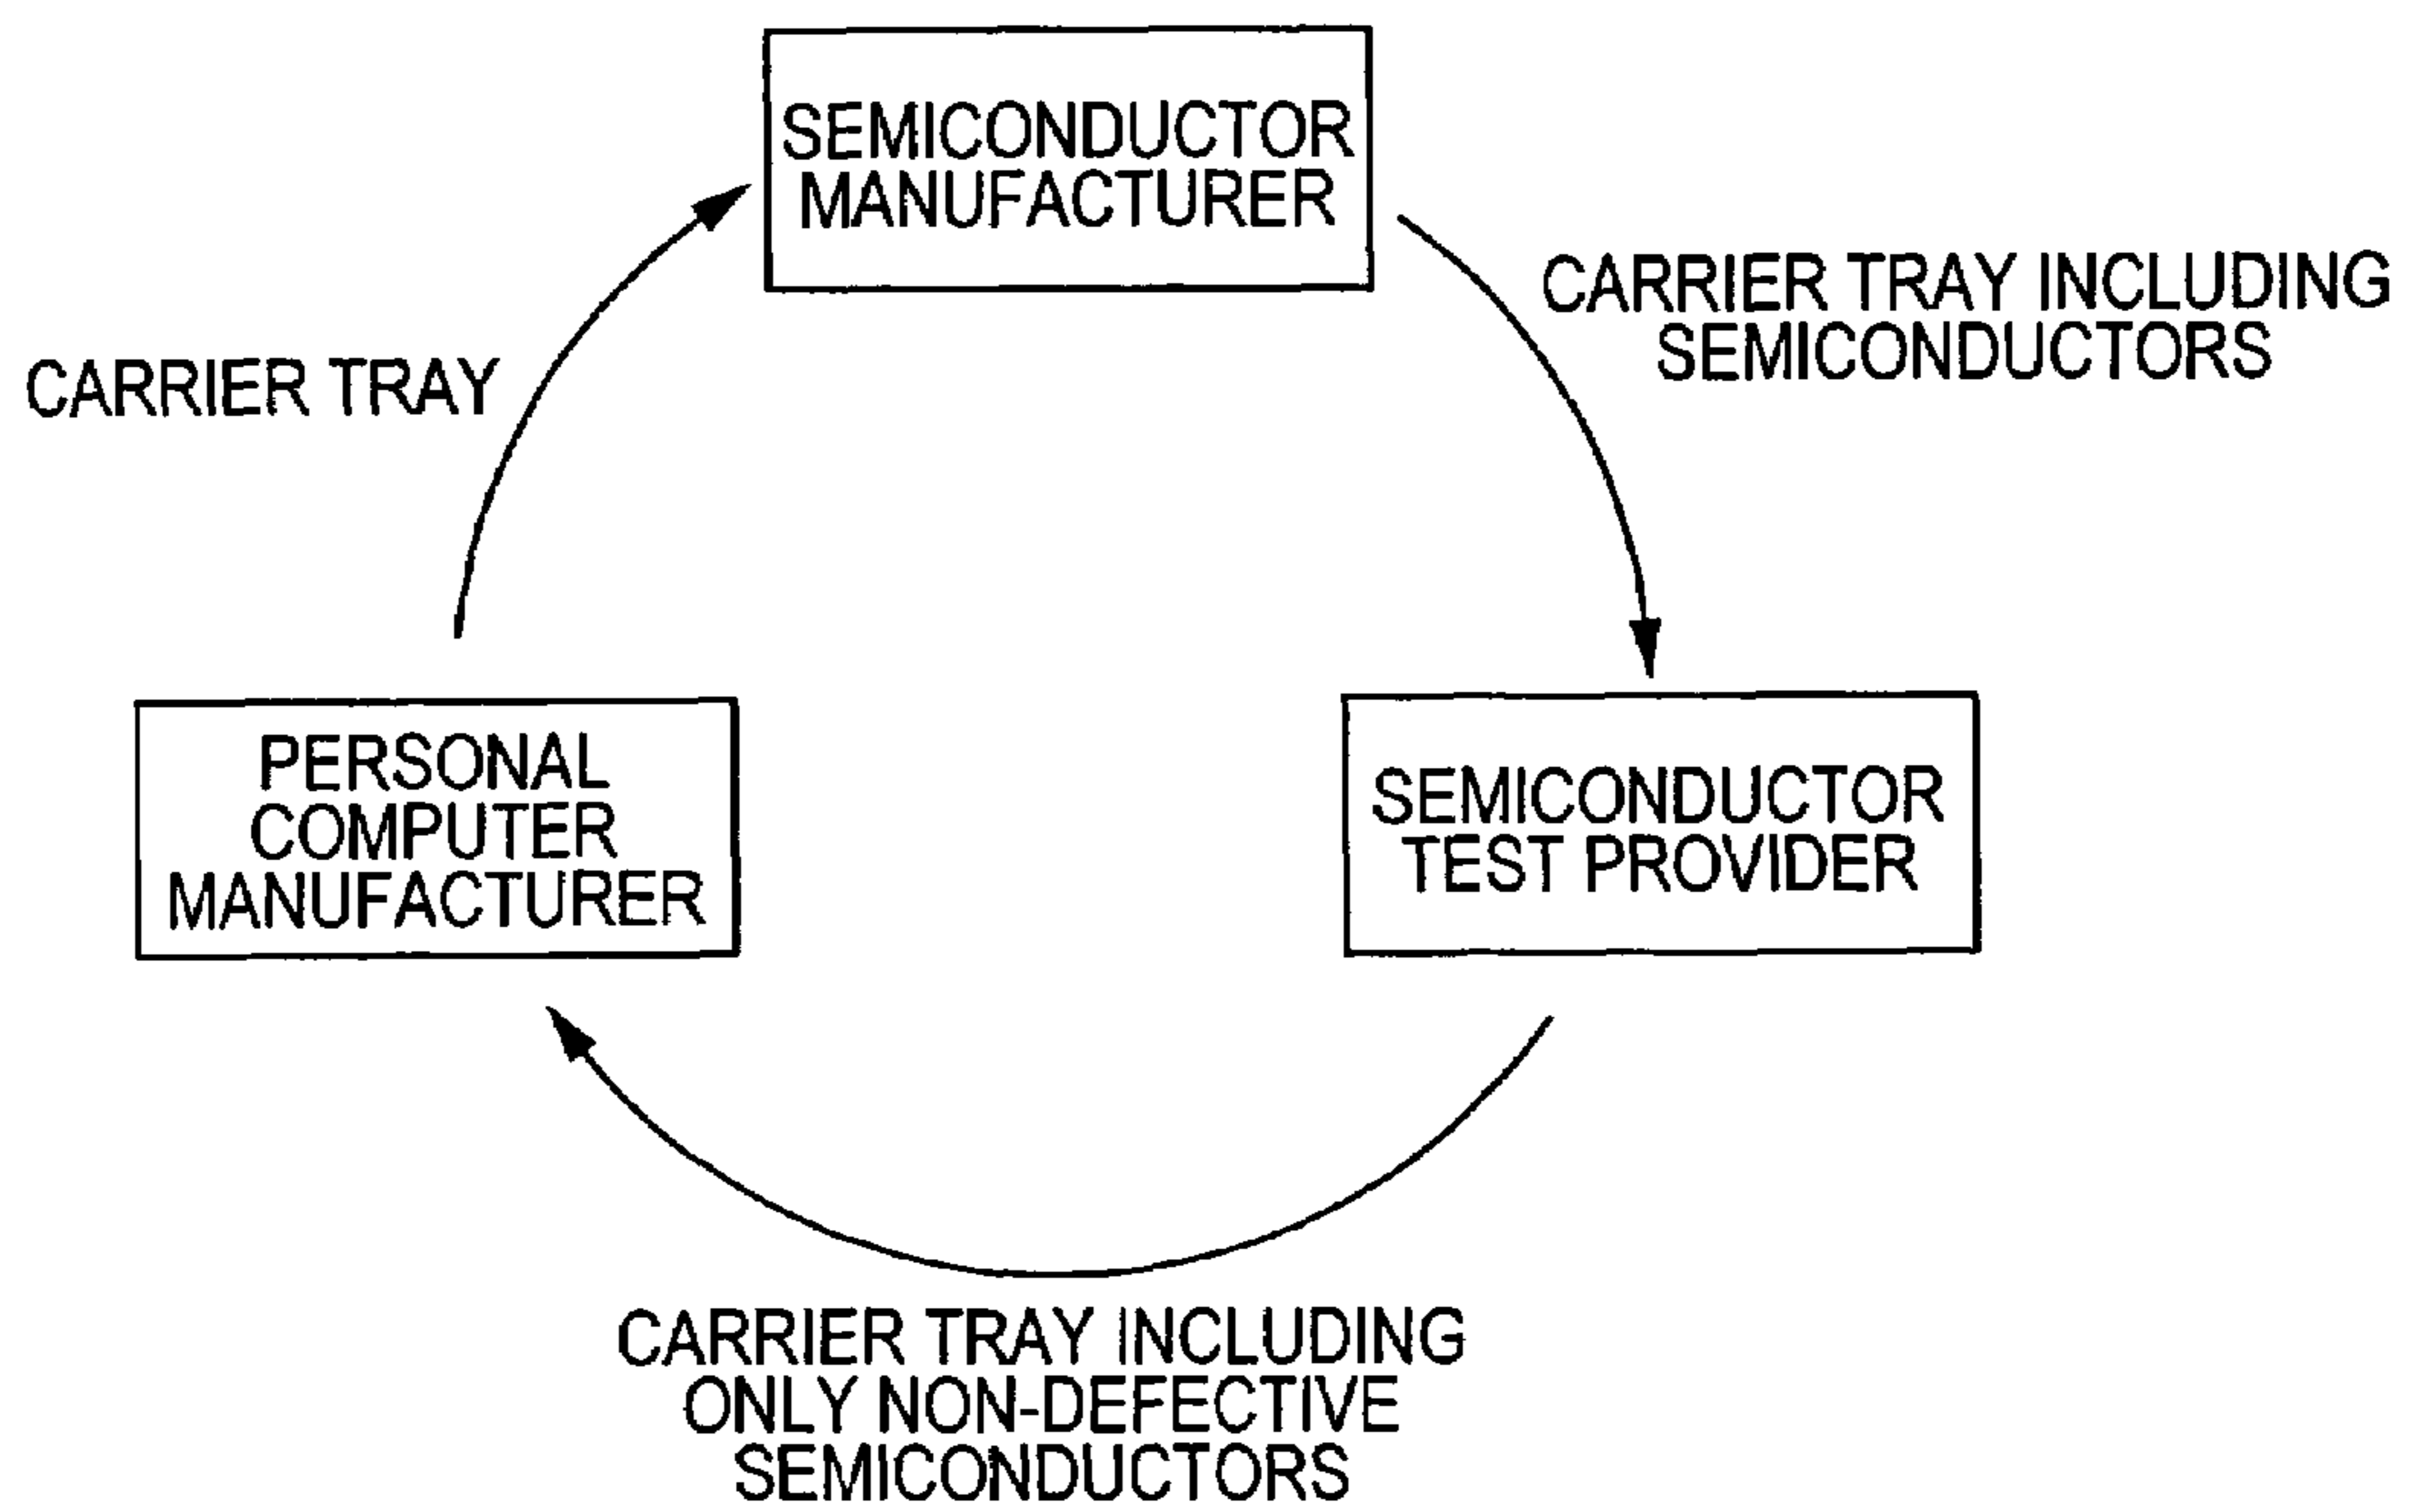 SEMICONDUCTOR
MANUFACTURER
CARRIER TRAY INCLUDING
SEMICONDUCTORS
CARRIER TRAY
PERSONAL
COMPUTER
MANUFACTURER
SEMICONDUCTOR
TEST PROVIDER
CARRIER TRAY INCLUDING
ONLY NON-DEFECTIVE
SEMICONDUCTORS